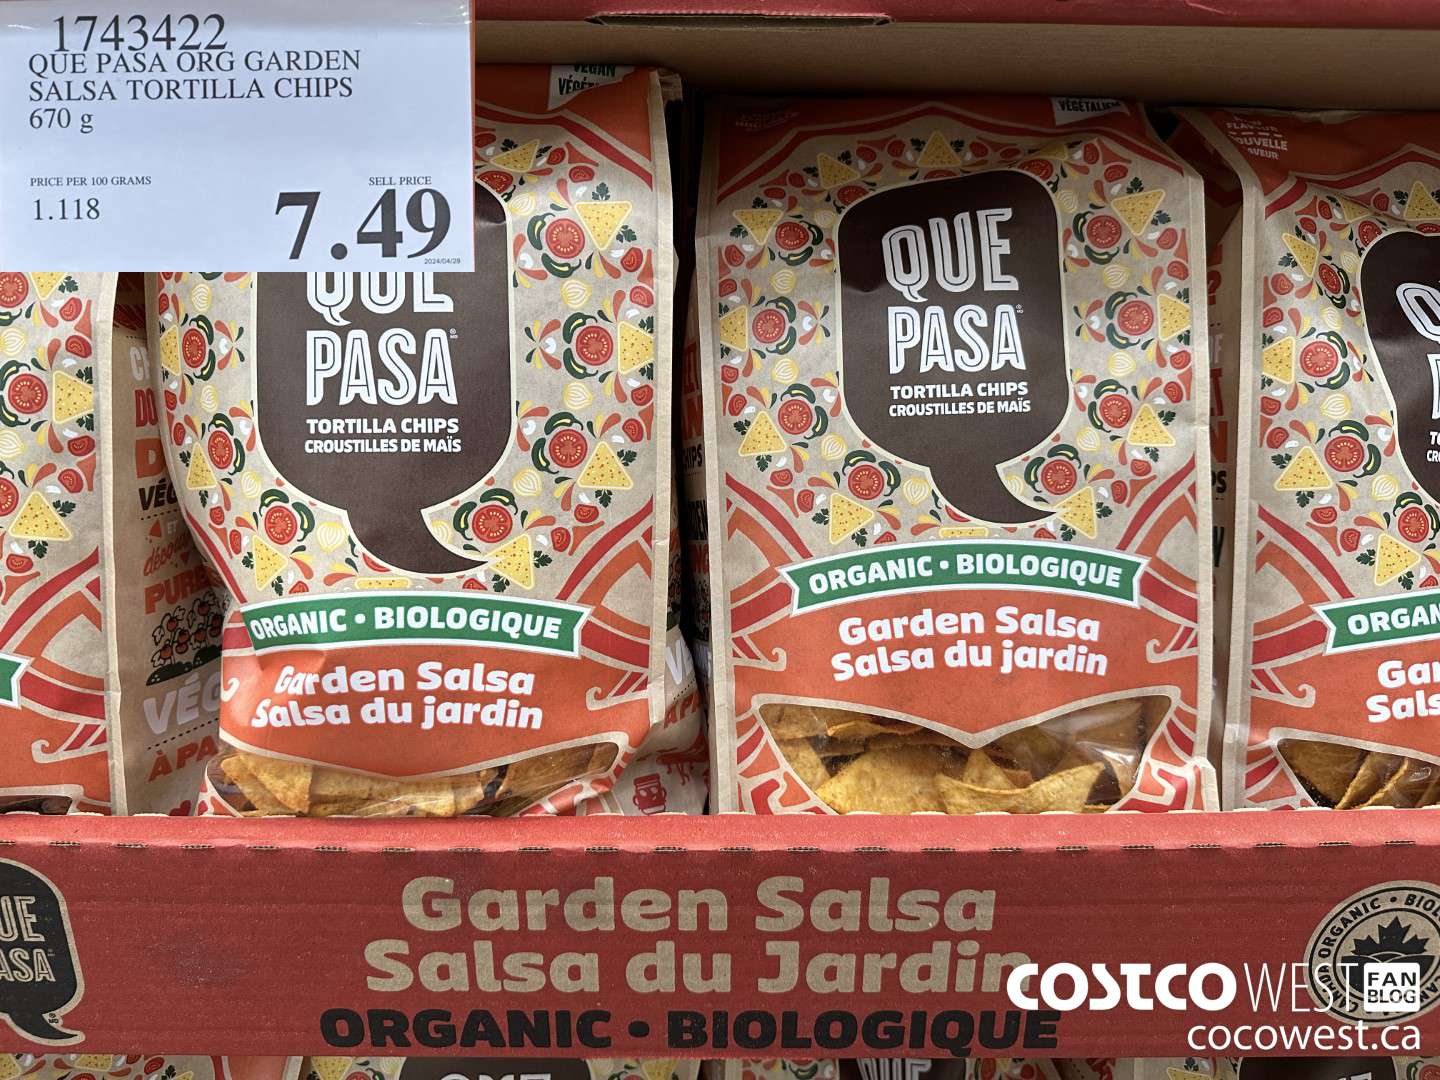 1743422
QUE PASA ORG GARDEN
SALSA TORTILLA CHIPS
670 g
PRICE PER 100 GRAMS
1.118
SELL PRICE
7.49
2024/04/29
VEGAN
QUE
PASA
TORTILLA CHIPS
CROUSTILLES DE MAÏS
ORGANIC • BIOLOGIQUE
Garden Salsa
Salsa du jardin
VÉGÉTALIEN
QUE
PASA
TORTILLA CHIPS
CROUSTILLES DE MAÏS
ORGANIC • BIOLOGIQUE
Garden Salsa
Salsa du jardin
Garden Salsa
Salsa du Jardin
ORGANIC • BIOLOGIQUE
COSTCO WEST FAN BLOG
cocowest.ca